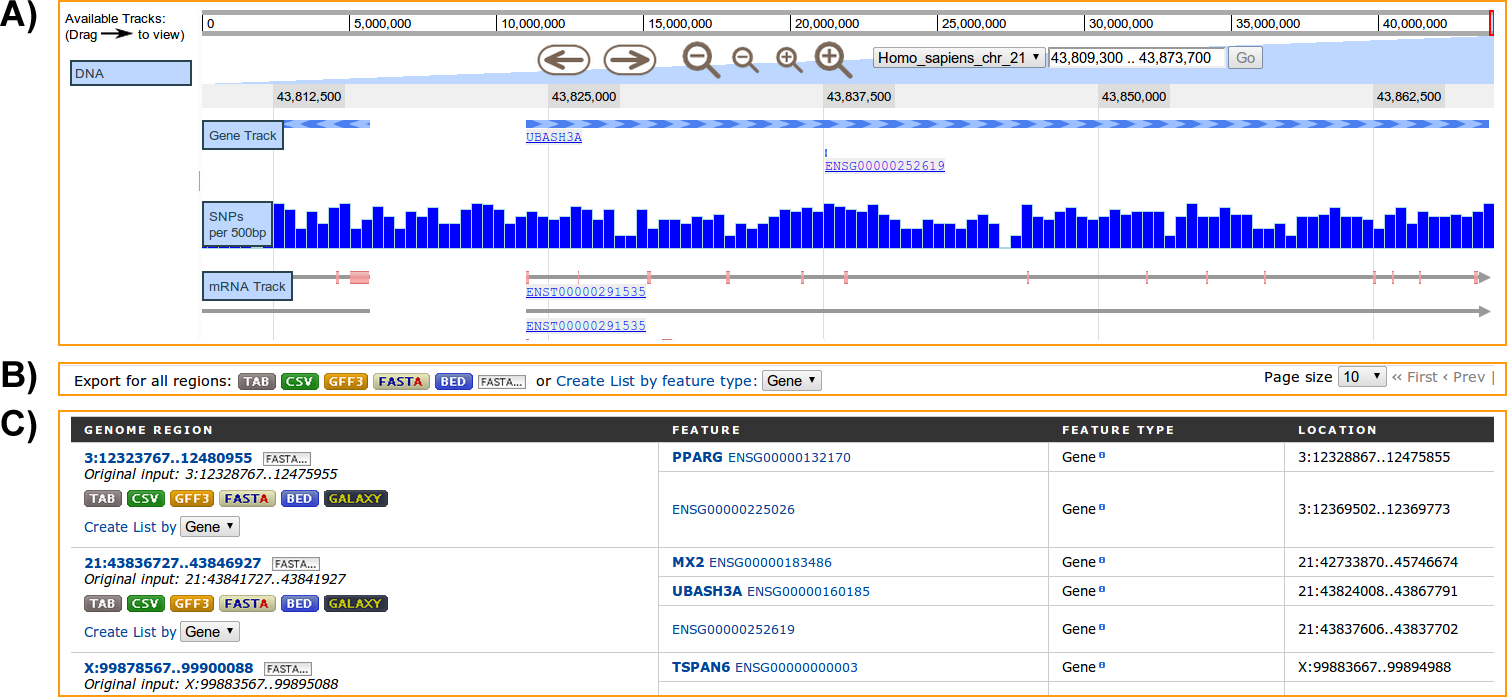 A)
Available Tracks:
(Drag to view)
DNA
0 5,000,000 10,000,000 15,000,000 20,000,000 25,000,000 30,000,000 35,000,000 40,000,000
Homo_sapiens_chr_21 43,809,300 .. 43,873,700 Go
43,812,500 43,825,000 43,837,500 43,850,000 43,862,500
Gene Track
UBASH3A
ENSG00000252619
SNPs
per 500bp
mRNA Track
ENST00000291535
ENST00000291535
B)
Export for all regions: TAB CSV GFF3 FASTA BED FASTA... or Create List by feature type: Gene Page size 10 << First < Prev |
C)
GENOME REGION FEATURE FEATURE TYPE LOCATION
3:12323767..12480955 FASTA... PPARG ENSG00000132170 Gene 3:12328867..12475855
Original input: 3:12328767..12475955
TAB CSV GFF3 FASTA BED GALAXY ENSG00000225026 Gene 3:12369502..12369773
Create List by Gene
21:43836727..43846927 FASTA... MX2 ENSG00000183486 Gene 21:42733870..45746674
Original input: 21:43841727..43841927
TAB CSV GFF3 FASTA BED GALAXY UBASH3A ENSG00000160185 Gene 21:43824008..43867791
Create List by Gene ENSG00000252619 Gene 21:43837606..43837702
X:99878567..99900088 FASTA... TSPAN6 ENSG00000000003 Gene X:99883667..99894988
Original input: X:99883567..99895088